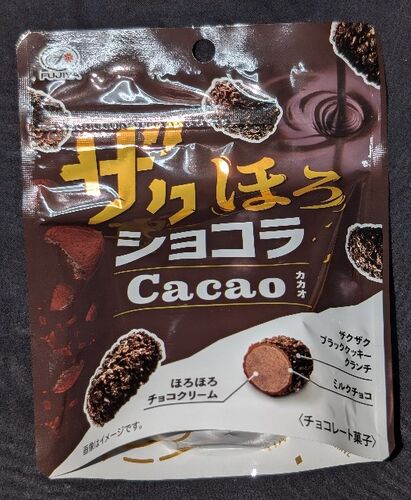 FUJIYA
ザクほろ
ショコラ
Cacao
カカオ
ザクザク
ブラッククッキー
クランチ
ミルクチョコ
ほろほろ
チョコクリーム
画像はイメージです。
〈チョコレート菓子〉